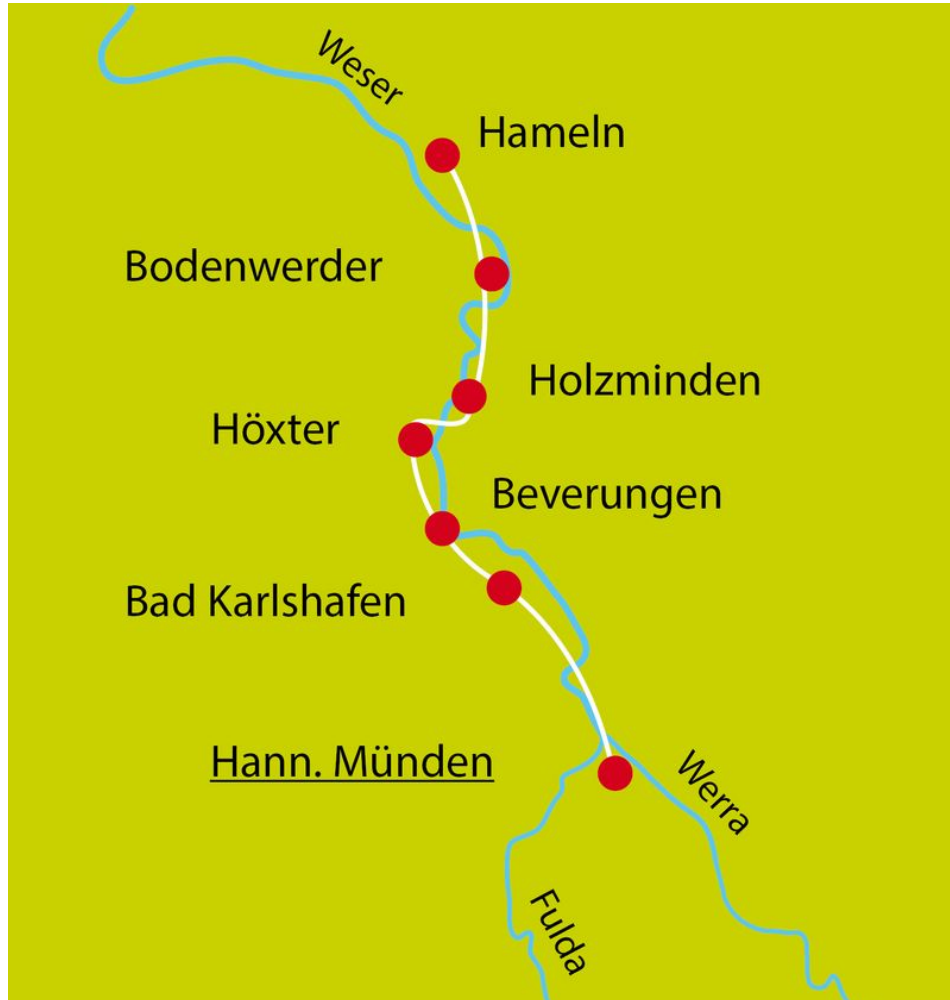 Weser
Hameln
Bodenwerder
Holzminden
Höxter
Beverungen
Bad Karlshafen
Hann. Münden
Werra
Fulda